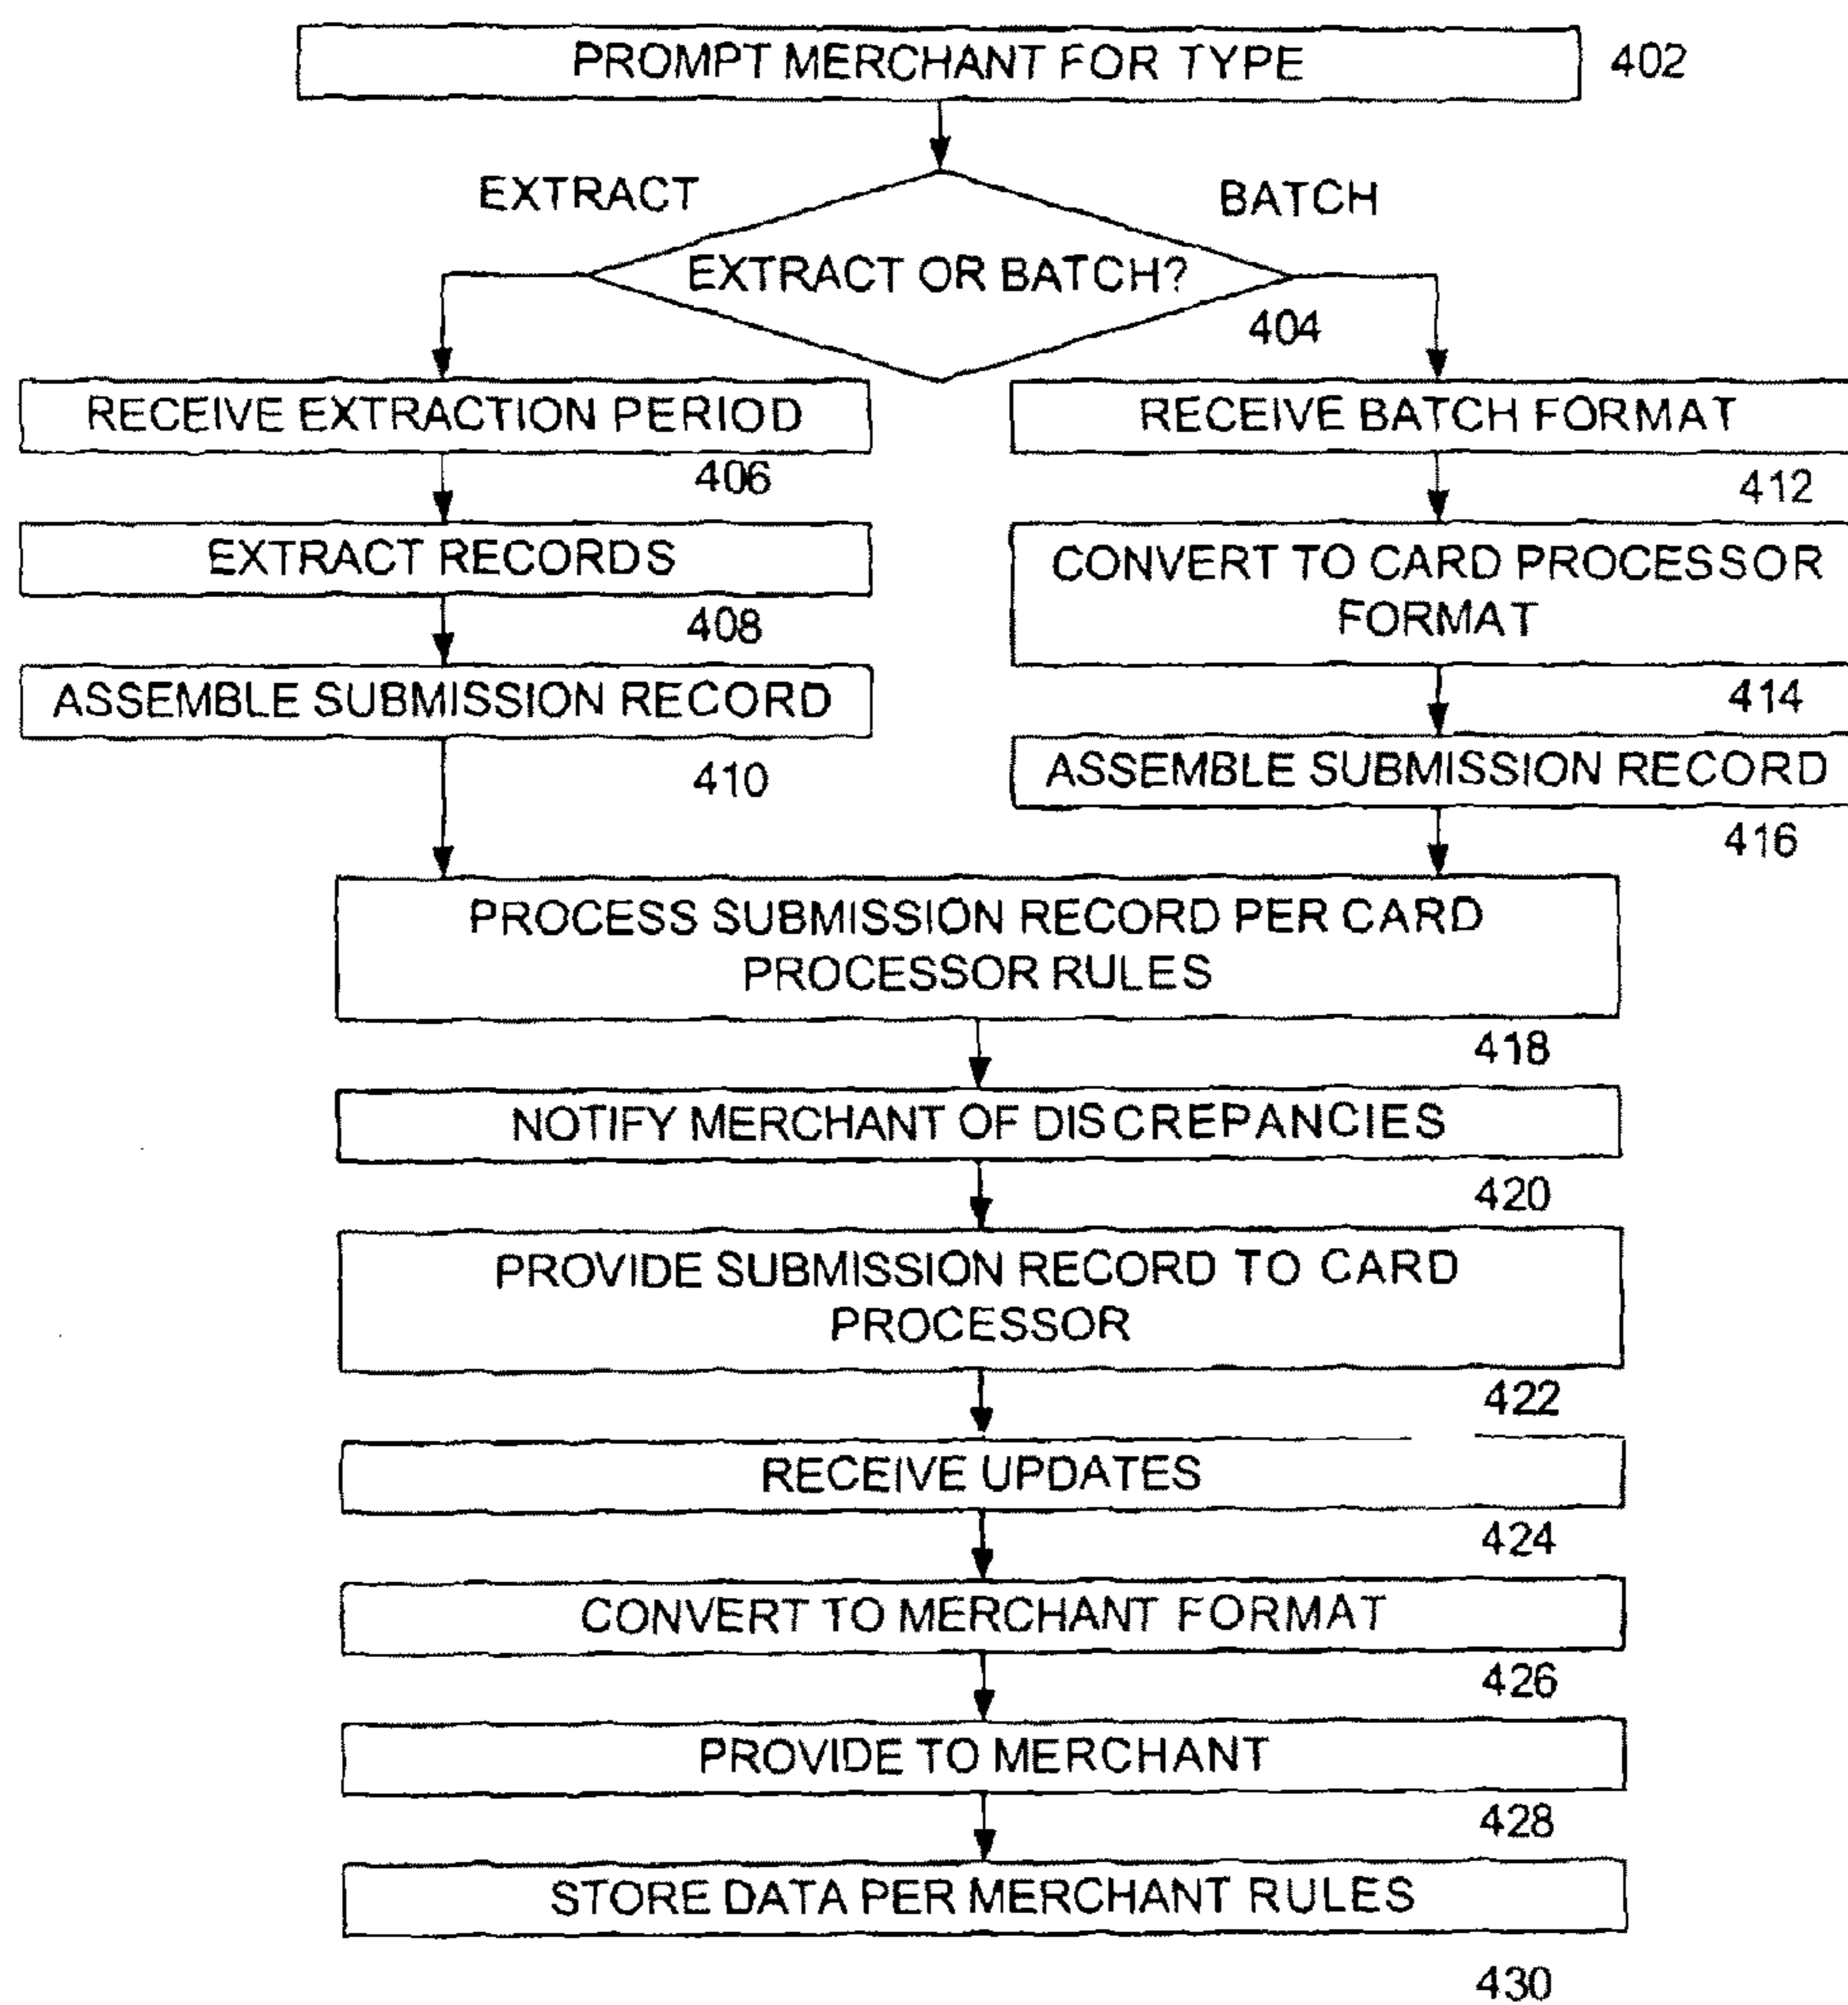 PROMPT MERCHANT FOR TYPE
402
EXTRACT
BATCH
EXTRACT OR BATCH?
404
RECEIVE EXTRACTION PERIOD
406
EXTRACT RECORDS
408
ASSEMBLE SUBMISSION RECORD
410
RECEIVE BATCH FORMAT
412
CONVERT TO CARD PROCESSOR
FORMAT
414
ASSEMBLE SUBMISSION RECORD
416
PROCESS SUBMISSION RECORD PER CARD
PROCESSOR RULES
418
NOTIFY MERCHANT OF DISCREPANCIES
420
PROVIDE SUBMISSION RECORD TO CARD
PROCESSOR
422
RECEIVE UPDATES
424
CONVERT TO MERCHANT FORMAT
426
PROVIDE TO MERCHANT
428
STORE DATA PER MERCHANT RULES
430